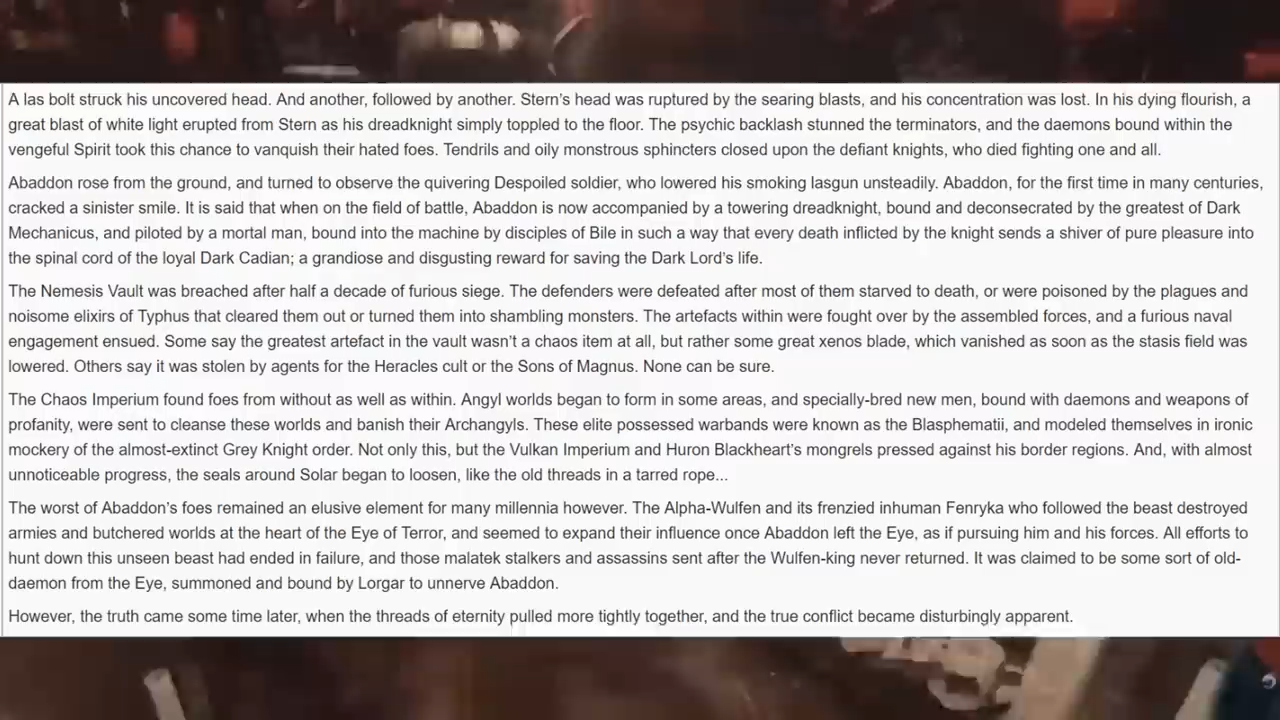 A las bolt struck his uncovered head. And another, followed by another. Stern's head was ruptured by the searing blasts, and his concentration was lost. In his dying flourish, a
great blast of white light erupted from Stern as his dreadknight simply toppled to the floor. The psychic backlash stunned the terminators, and the daemons bound within the
vengeful Spirit took this chance to vanquish their hated foes. Tendrils and oily monstrous sphincters closed upon the defiant knights, who died fighting one and all.
Abaddon rose from the ground, and turned to observe the quivering Despoiled soldier, who lowered his smoking lasgun unsteadily. Abaddon, for the first time in many centuries,
cracked a sinister smile. It is said that when on the field of battle, Abaddon is now accompanied by a towering dreadknight, bound and deconsecrated by the greatest of Dark
Mechanicus, and piloted by a mortal man, bound into the machine by disciples of Bile in such a way that every death inflicted by the knight sends a shiver of pure pleasure into
the spinal cord of the loyal Dark Cadian; a grandiose and disgusting reward for saving the Dark Lord's life.
The Nemesis Vault was breached after half a decade of furious siege. The defenders were defeated after most of them starved to death, or were poisoned by the plagues and
noisome elixirs of Typhus that cleared them out or turned them into shambling monsters. The artefacts within were fought over by the assembled forces, and a furious naval
engagement ensued. Some say the greatest artefact in the vault wasn't a chaos item at all, but rather some great xenos blade, which vanished as soon as the stasis field was
lowered. Others say it was stolen by agents for the Heracles cult or the Sons of Magnus. None can be sure.
The Chaos Imperium found foes from without as well as within. Angyl worlds began to form in some areas, and specially-bred new men, bound with daemons and weapons of
profanity, were sent to cleanse these worlds and banish their Archangyls. These elite possessed warbands were known as the Blasphematii, and modeled themselves in ironic
mockery of the almost-extinct Grey Knight order. Not only this, but the Vulkan Imperium and Huron Blackheart's mongrels pressed against his border regions. And, with almost
unnoticeable progress, the seals around Solar began to loosen, like the old threads in a tarred rope...
The worst of Abaddon's foes remained an elusive element for many millennia however. The Alpha-Wulfen and its frenzied inhuman Fenryka who followed the beast destroyed
armies and butchered worlds at the heart of the Eye of Terror, and seemed to expand their influence once Abaddon left the Eye, as if pursuing him and his forces. All efforts to
hunt down this unseen beast had ended in failure, and those malatek stalkers and assassins sent after the Wulfen-king never returned. It was claimed to be some sort of old-
daemon from the Eye, summoned and bound by Lorgar to unnerve Abaddon.
However, the truth came some time later, when the threads of eternity pulled more tightly together, and the true conflict became disturbingly apparent.